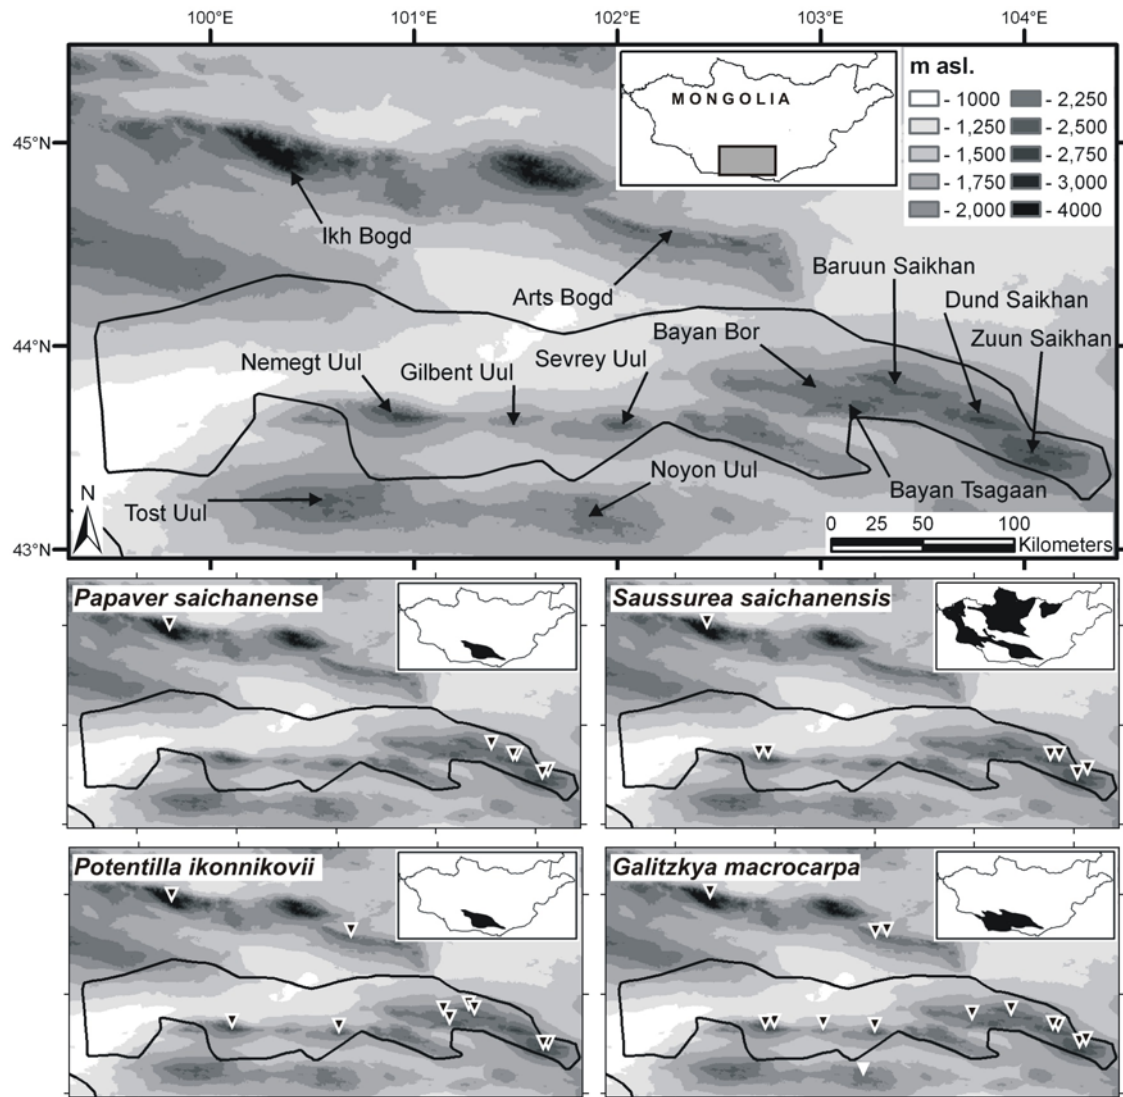 100°E 101°E 102°E 103°E 104°E
45°N
44°N
43°N
MONGOLIA
m asl.
- 1000
- 1,250
- 1,500
- 1,750
- 2,000
- 2,250
- 2,500
- 2,750
- 3,000
- 4000
Ikh Bogd
Arts Bogd
Baruun Saikhan
Dund Saikhan
Zuun Saikhan
Bayan Bor
Sevrey Uul
Gilbent Uul
Nemegt Uul
Noyon Uul
Bayan Tsagaan
Tost Uul
N
0 25 50 100
Kilometers
Papaver saichanense
Saussurea saichanensis
Potentilla ikonnikovii
Galitzkya macrocarpa